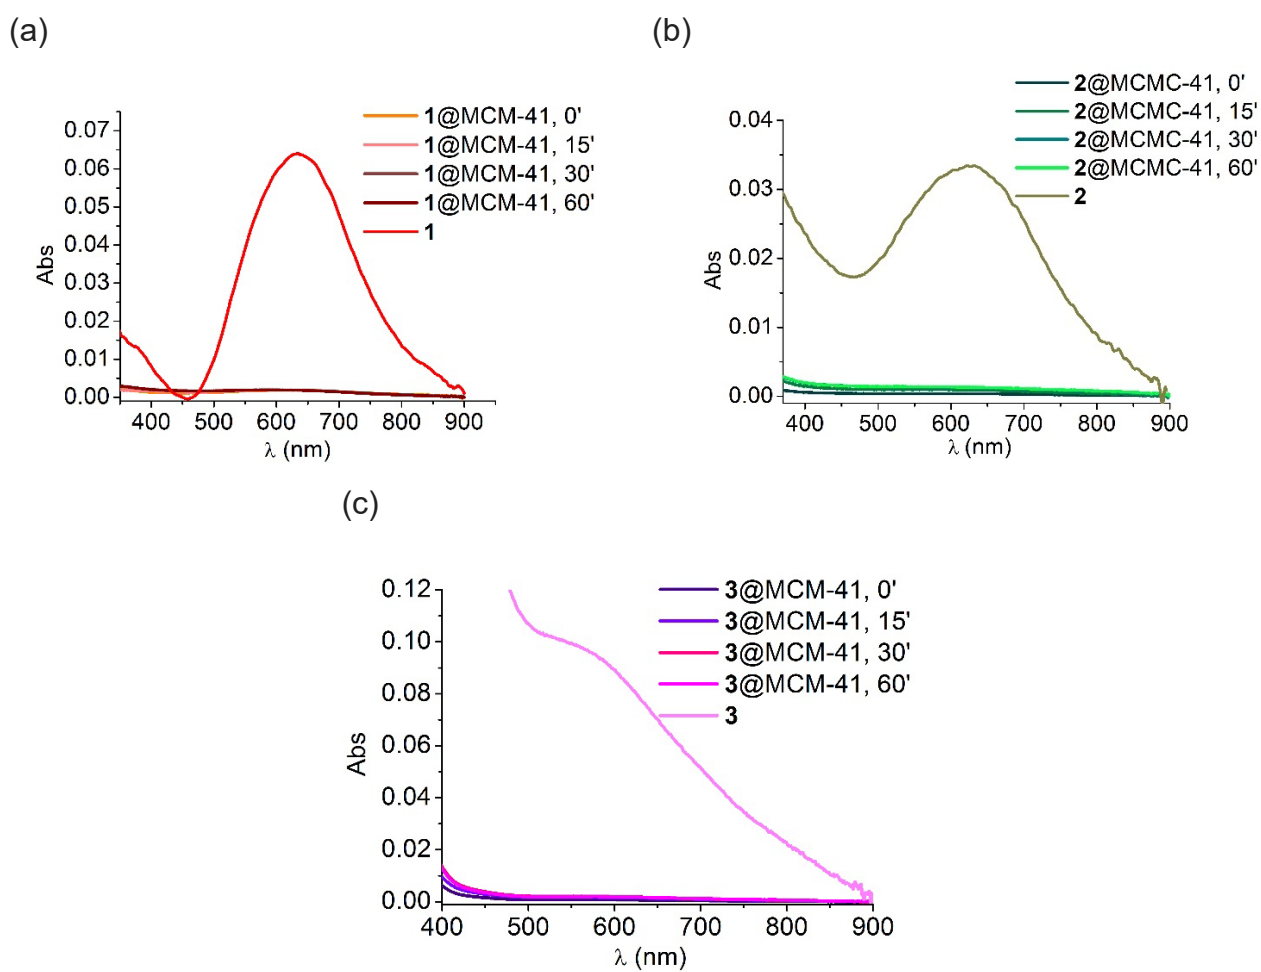 (a)
1@MCM-41, 0'
1@MCM-41, 15'
1@MCM-41, 30'
1@MCM-41, 60'
1
0.07
0.06
0.05
0.04
0.03
0.02
0.01
0.00
Abs
400 500 600 700 800 900
λ (nm)
(b)
2@MCMC-41, 0'
2@MCMC-41, 15'
2@MCMC-41, 30'
2@MCMC-41, 60'
2
0.04
0.03
0.02
0.01
0.00
Abs
400 500 600 700 800 900
λ (nm)
(c)
3@MCM-41, 0'
3@MCM-41, 15'
3@MCM-41, 30'
3@MCM-41, 60'
3
0.12
0.10
0.08
0.06
0.04
0.02
0.00
Abs
400 500 600 700 800 900
λ (nm)